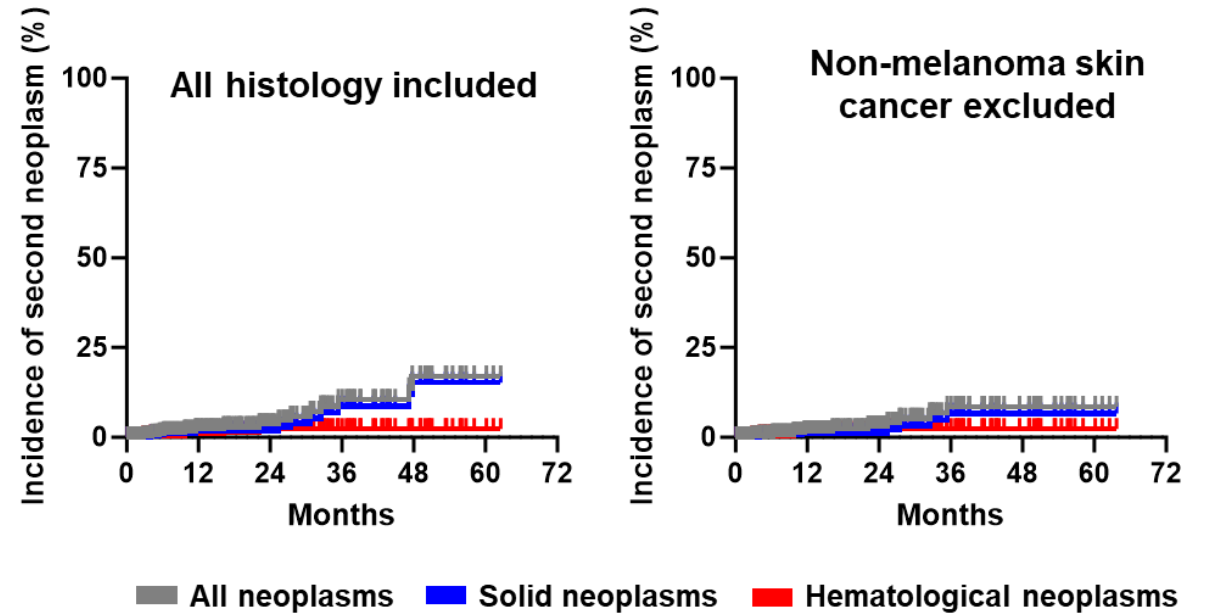 Incidence of second neoplasm (%)
All histology included
100
75
50
25
0
0 12 24 36 48 60 72
Months
Incidence of second neoplasm (%)
Non-melanoma skin
cancer excluded
100
75
50
25
0
0 12 24 36 48 60 72
Months
All neoplasms Solid neoplasms Hematological neoplasms